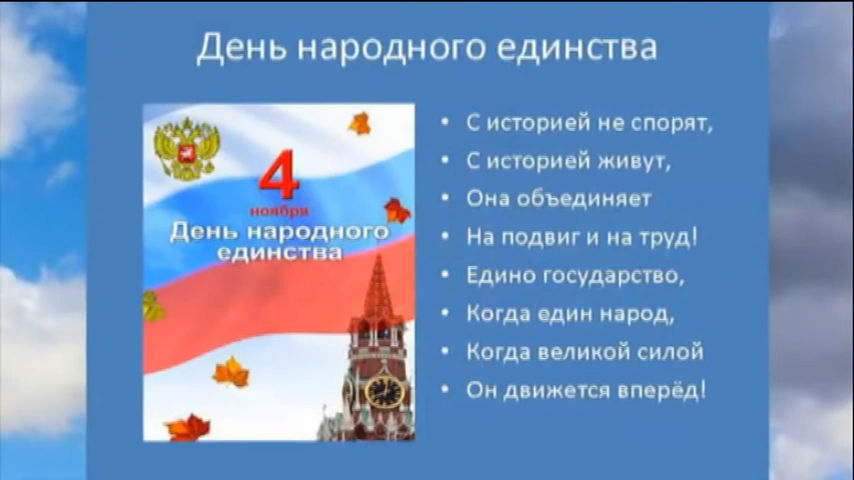 День народного единства
4
ноября
День народного
единства
• С историей не спорят,
• С историей живут,
• Она объединяет
• На подвиг и на труд!
• Едино государство,
• Когда един народ,
• Когда великой силой
• Он движется вперёд!